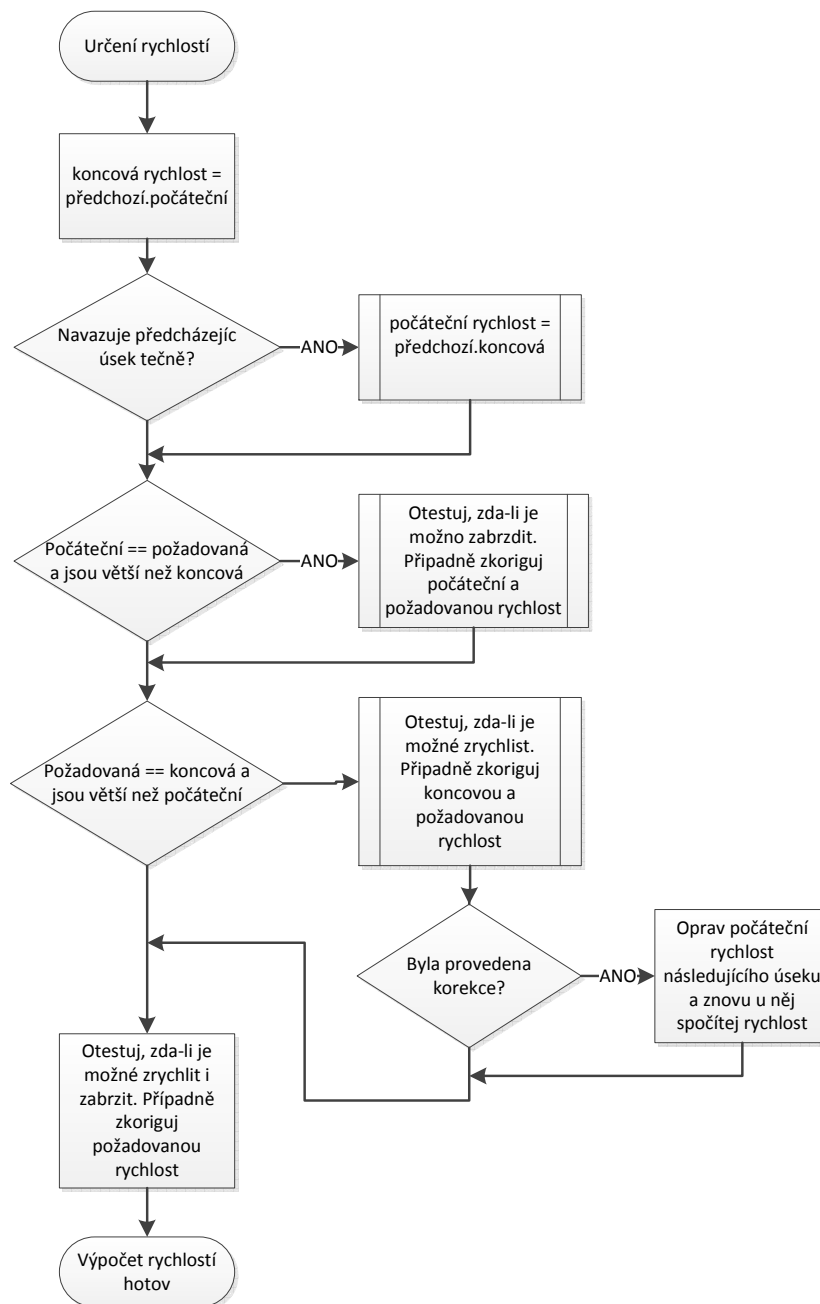 Určení rychlostí
koncová rychlost =
předchozí.počáteční
Navazuje předcházejíc
úsek tečně?
ANO
počáteční rychlost =
předchozí.koncová
Počáteční == požadovaná
a jsou větší než koncová
ANO
Otestuj, zda-li je
možno zabrzdit.
Připadně zkoriguj
počáteční a
požadovanou rychlost
Požadovaná == koncová a
jsou větší než počáteční
Otestuj, zda-li je
možné zrychlist.
Připadně zkoriguj
koncovou a
požadovanou
rychlost
Byla provedena
korekce?
ANO
Oprav počáteční
rychlost
následujícího úseku
a znovu u něj
spočítej rychlost
Otestuj, zda-li je
možné zrychlit i
zabrzit. Případně
zkoriguj
požadovanou
rychlost
Výpočet rychlostí
hotov